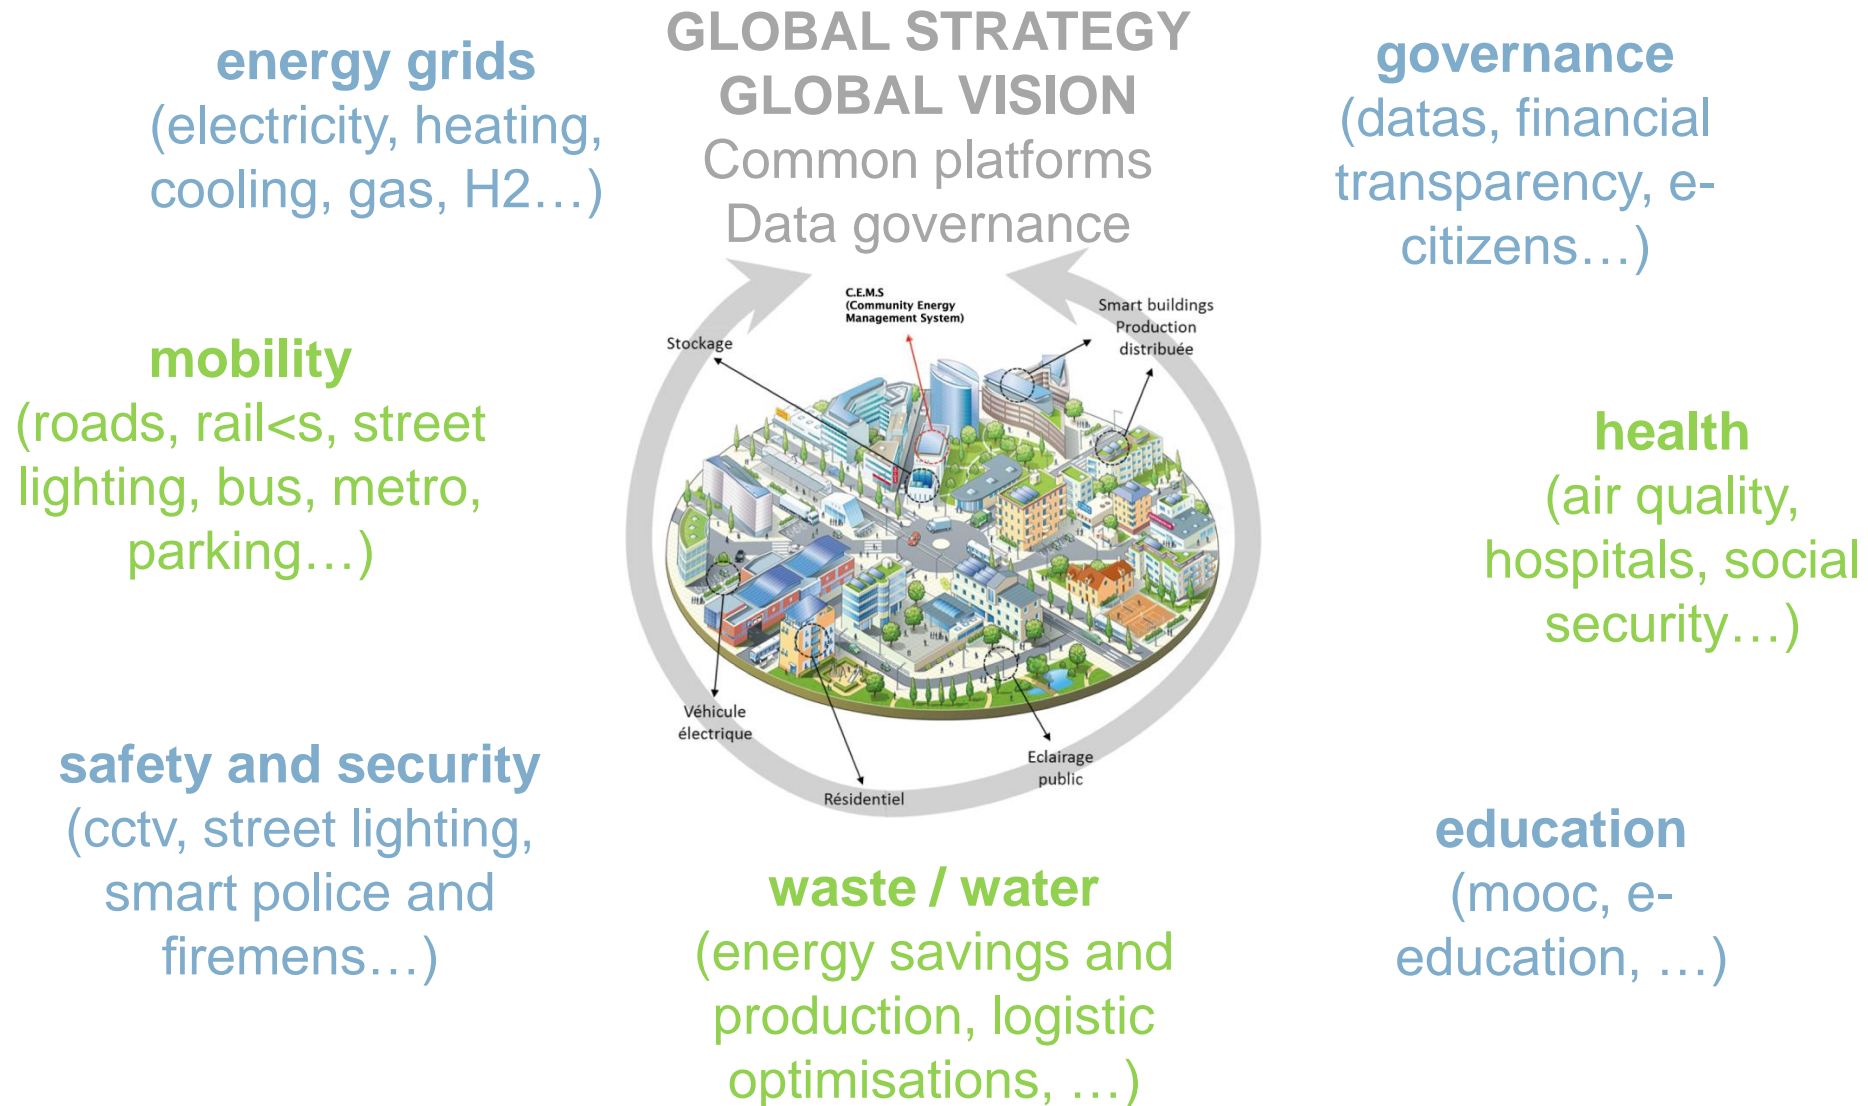 energy grids
(electricity, heating,
cooling, gas, H2…)
GLOBAL STRATEGY
GLOBAL VISION
Common platforms
Data governance
governance
(datas, financial
transparency, e-
citizens…)
mobility
(roads, rail<s, street
lighting, bus, metro,
parking…)
C.E.M.S
(Community Energy
Management System)
Stockage
Smart buildings
Production
distribuée
Véhicule
électrique
Résidentiel
Eclairage
public
health
(air quality,
hospitals, social
security…)
safety and security
(cctv, street lighting,
smart police and
firemens…)
waste / water
(energy savings and
production, logistic
optimisations, …)
education
(mooc, e-
education, …)